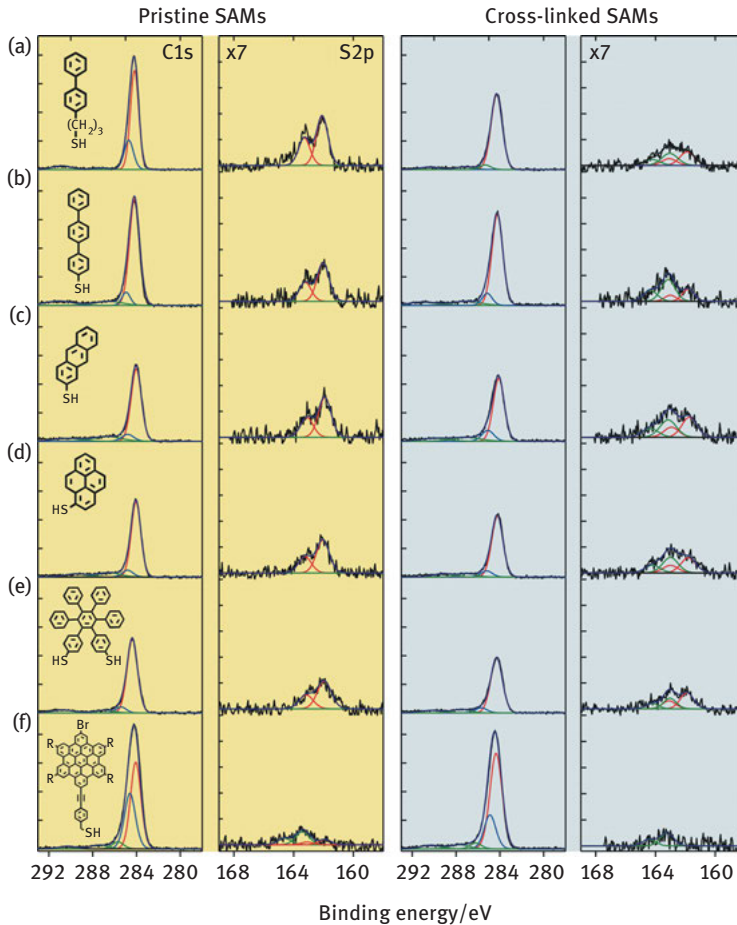 Pristine SAMs Cross-linked SAMs
(a) C1s x7 S2p x7
(CH₂)₃
SH
(b)
SH
(c)
SH
(d)
HS
(e)
HS SH
(f)
Br
R R
R R
SH
292 288 284 280 168 164 160 292 288 284 280 168 164 160
Binding energy/eV